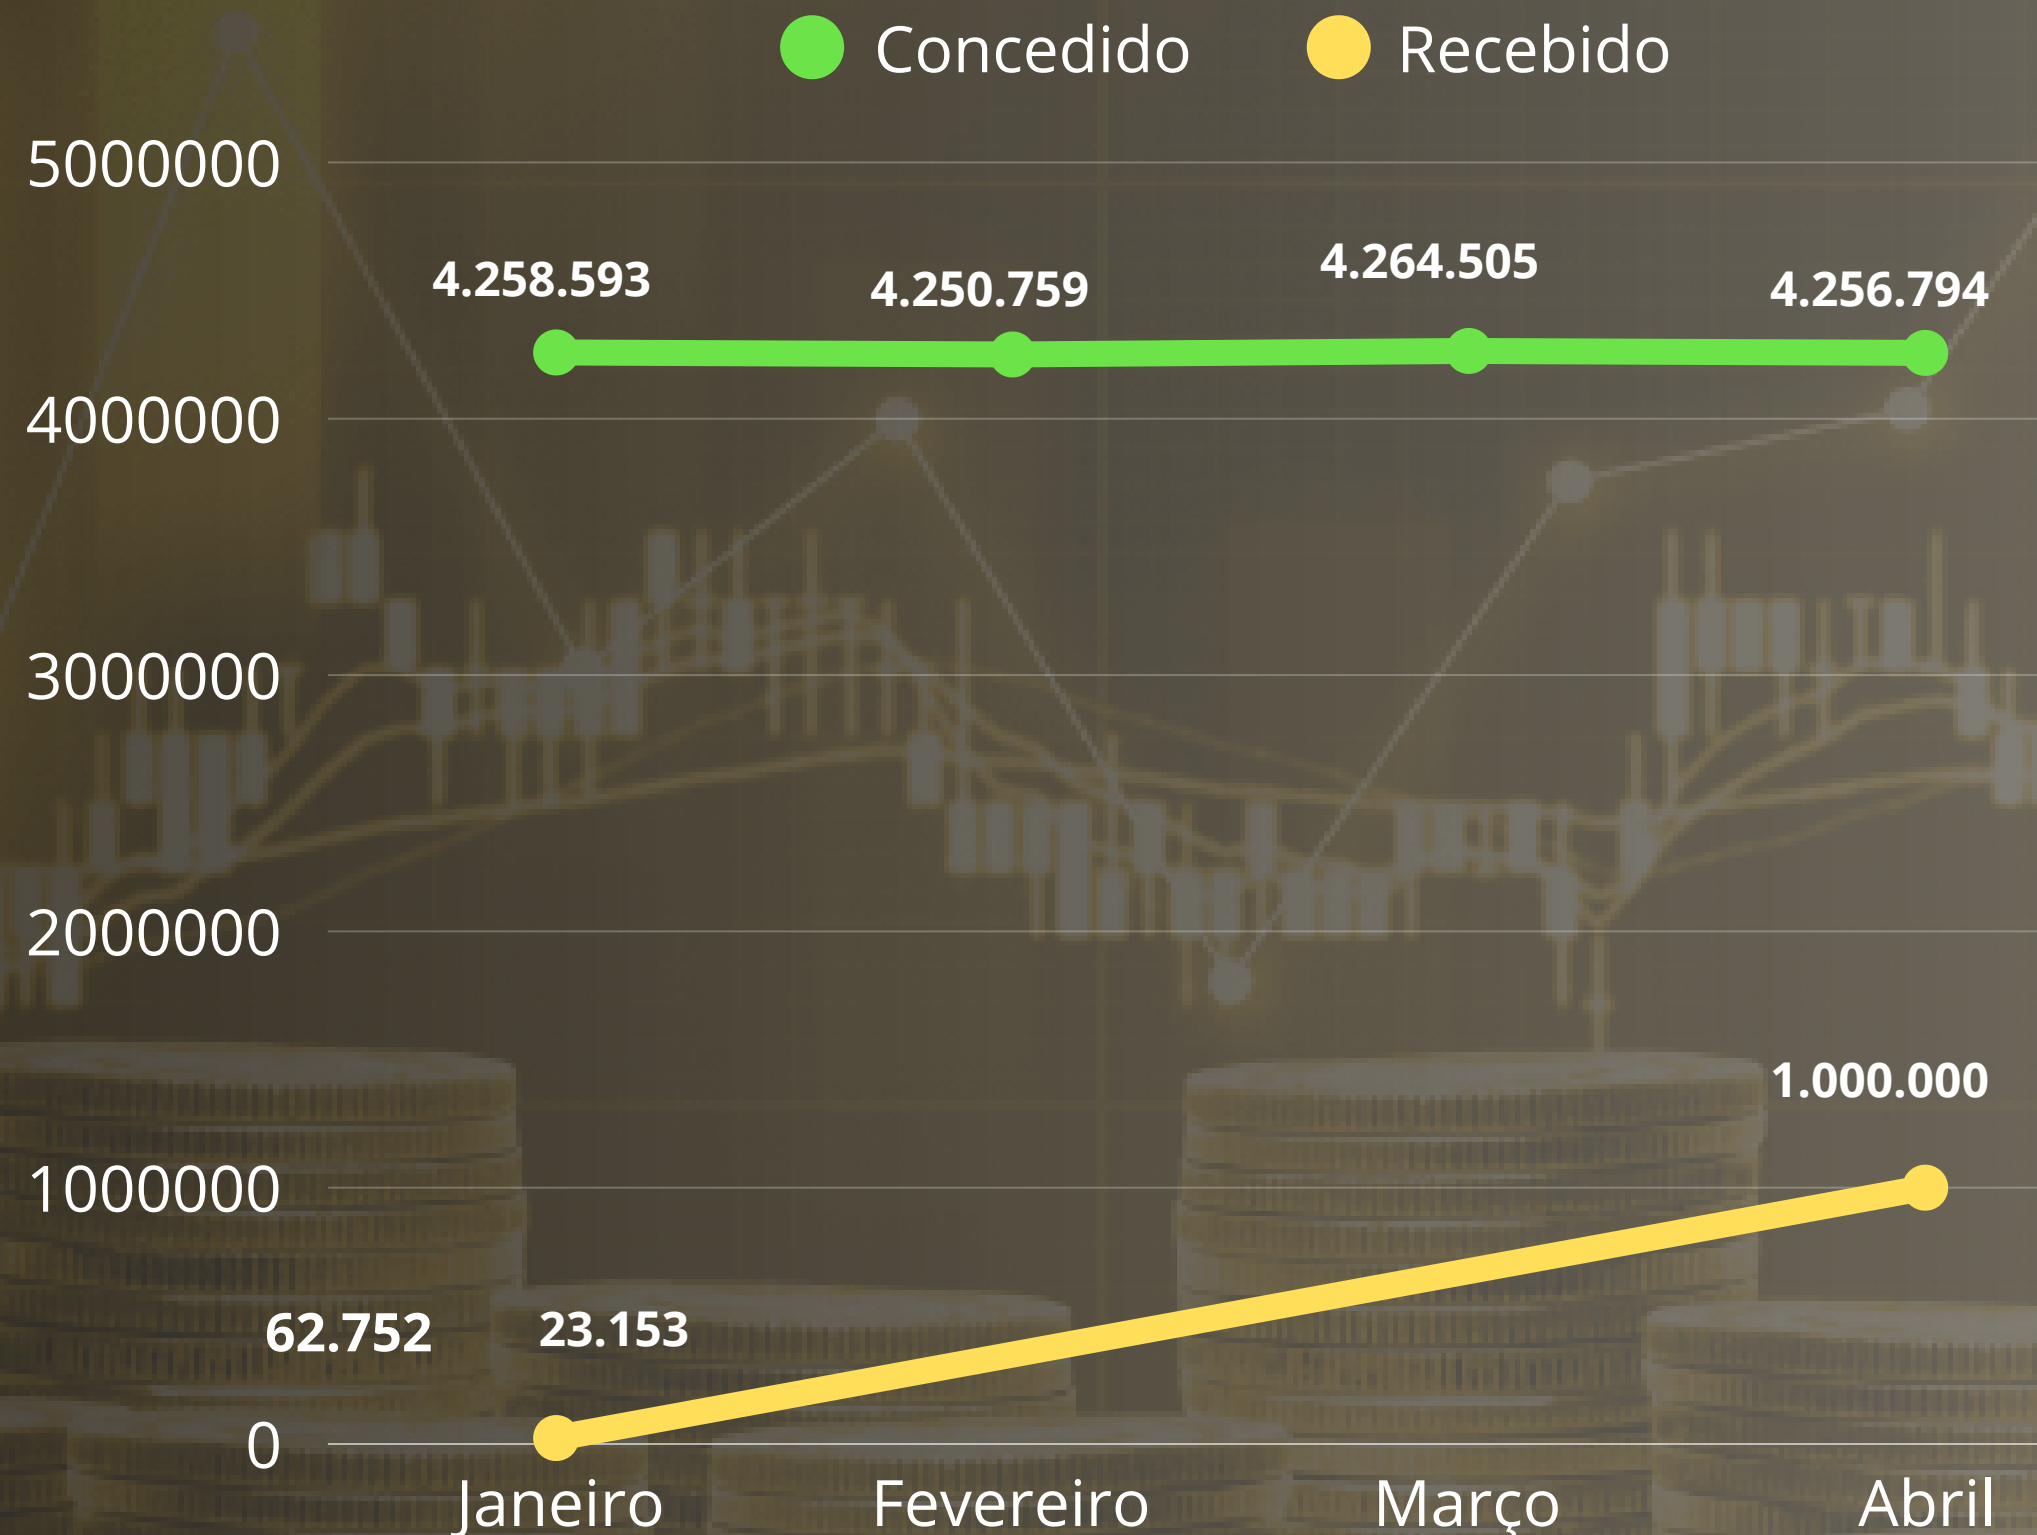 Concedido Recebido
5000000
4.258.593 4.250.759 4.264.505 4.256.794
4000000
3000000
2000000
1.000.000
1000000
62.752 23.153
0
Janeiro Fevereiro Março Abril